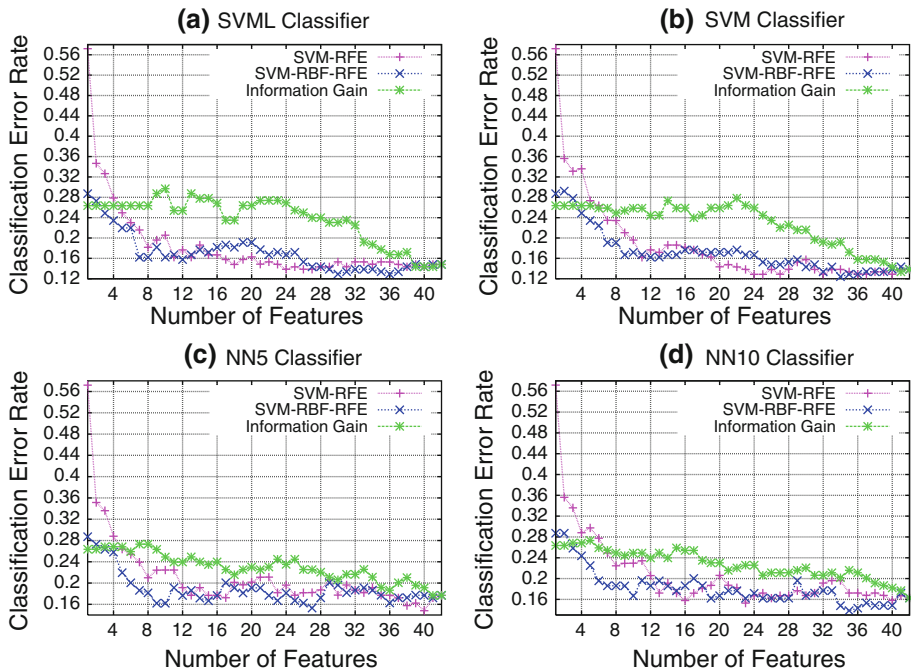 (a) SVML Classifier
Classification Error Rate
0.56
0.52
0.48
0.44
0.4
0.36
0.32
0.28
0.24
0.2
0.16
0.12
SVM-RFE
SVM-RBF-RFE
Information Gain
4 8 12 16 20 24 28 32 36 40
Number of Features
(b) SVM Classifier
Classification Error Rate
0.56
0.52
0.48
0.44
0.4
0.36
0.32
0.28
0.24
0.2
0.16
0.12
SVM-RFE
SVM-RBF-RFE
Information Gain
4 8 12 16 20 24 28 32 36 40
Number of Features
(c) NN5 Classifier
Classification Error Rate
0.56
0.52
0.48
0.44
0.4
0.36
0.32
0.28
0.24
0.2
0.16
SVM-RFE
SVM-RBF-RFE
Information Gain
4 8 12 16 20 24 28 32 36 40
Number of Features
(d) NN10 Classifier
Classification Error Rate
0.56
0.52
0.48
0.44
0.4
0.36
0.32
0.28
0.24
0.2
0.16
SVM-RFE
SVM-RBF-RFE
Information Gain
4 8 12 16 20 24 28 32 36 40
Number of Features